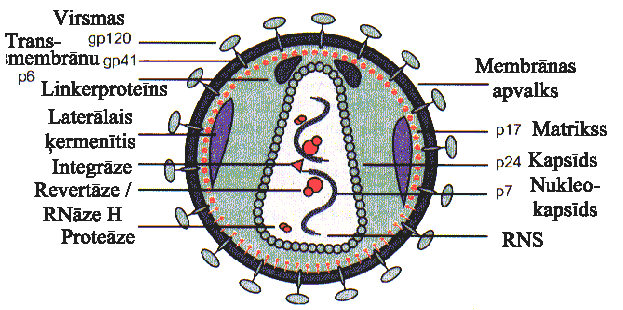 Virsmas
gp120
Trans-
membrānu gp41
p6
Linkerproteīns
Laterālais
ķermenītis
Integrāze
Revertāze /
RNāze H
Proteāze
Membrānas
apvalks
p17 Matrikss
p24 Kapsīds
p7 Nukleo-
kapsīds
RNS